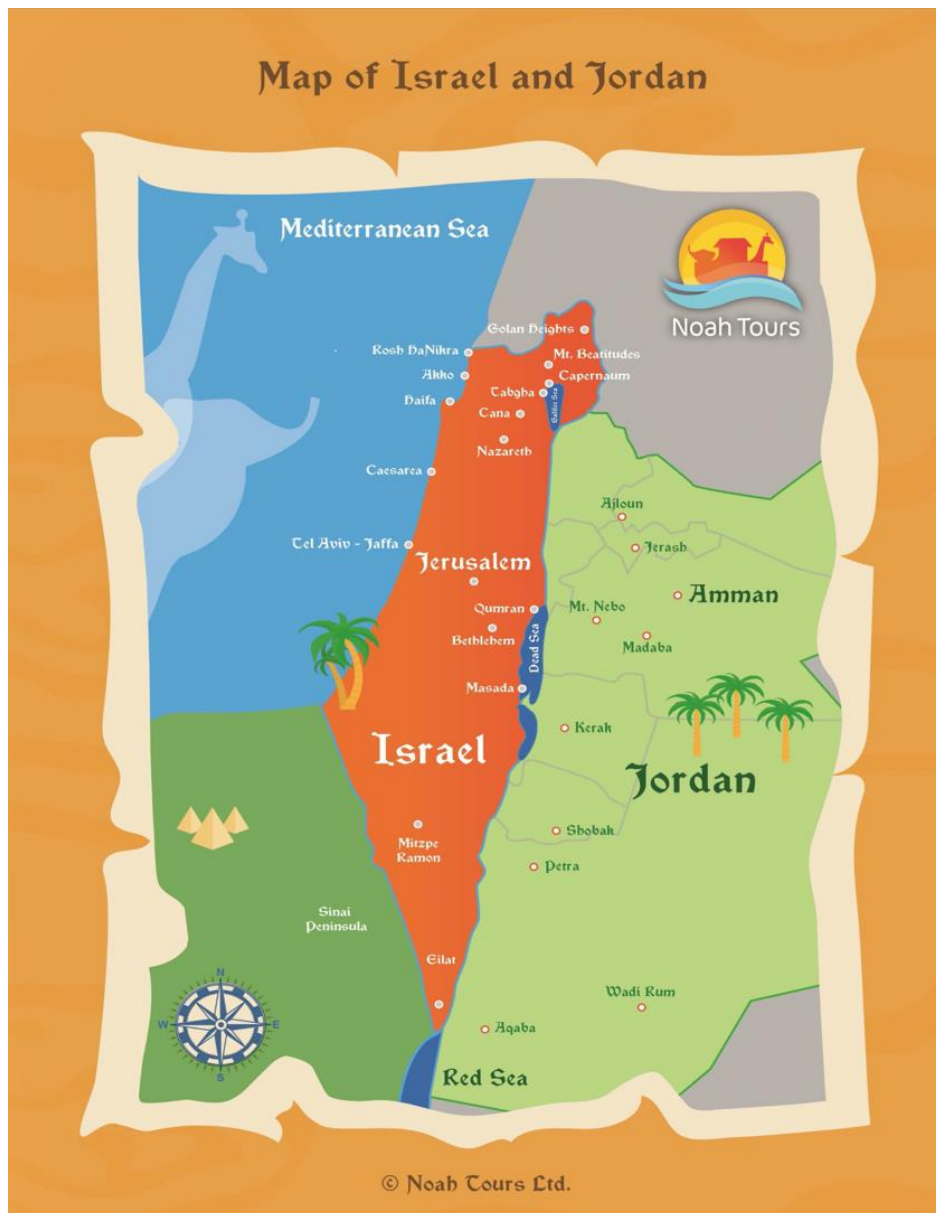 Map of Israel and Jordan
Mediterranean Sea
Noah Tours
Golan Heights
Rosh HaNikra
Mt. Beatitudes
Akko
Capernaum
Tabgha
Haifa
Galilee Sea
Cana
Nazareth
Caesarea
Ajloun
Tel Aviv - Jaffa
Jerash
Jerusalem
Amman
Qumran
Mt. Nebo
Bethlehem
Dead Sea
Madaba
Masada
Kerak
Israel
Jordan
Shobak
Mitzpe
Ramon
Petra
Sinai
Peninsula
Eilat
N
W
E
S
Wadi Rum
Aqaba
Red Sea
© Noah Tours Ltd.